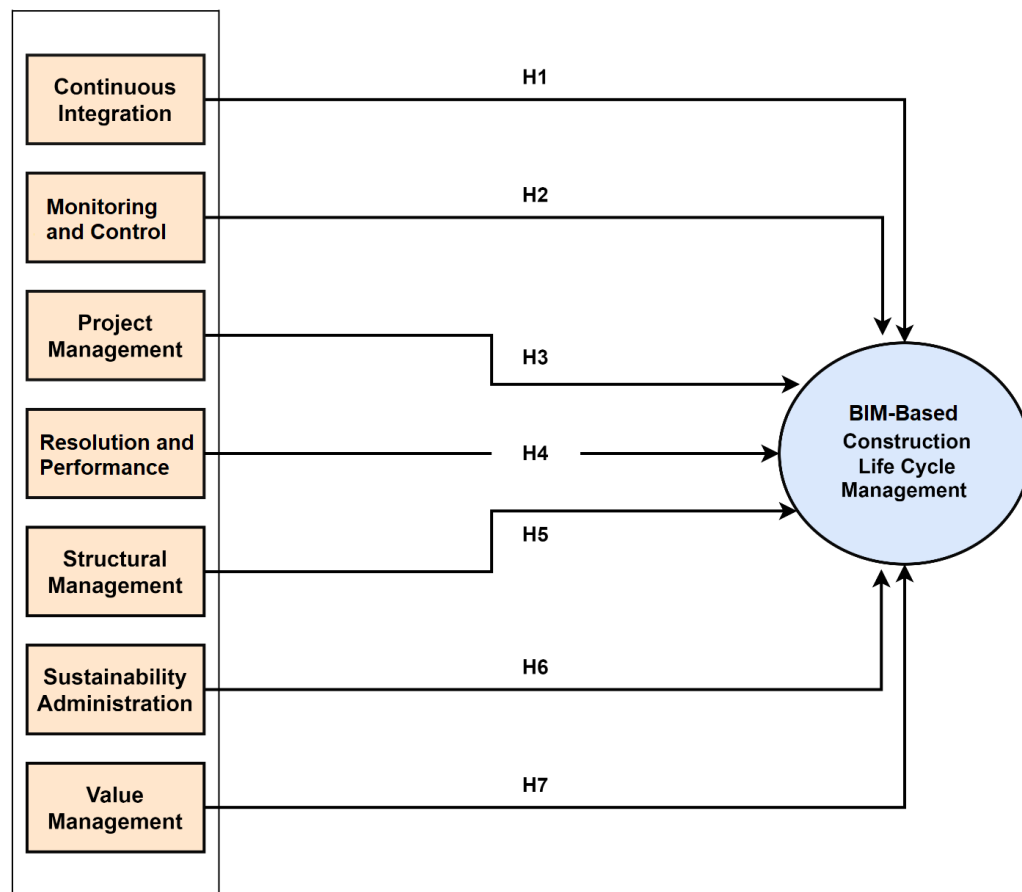 Continuous
Integration
H1
Monitoring
and Control
H2
Project
Management
H3
Resolution and
Performance
H4
Structural
Management
H5
Sustainability
Administration
H6
Value
Management
H7
BIM-Based
Construction
Life Cycle
Management